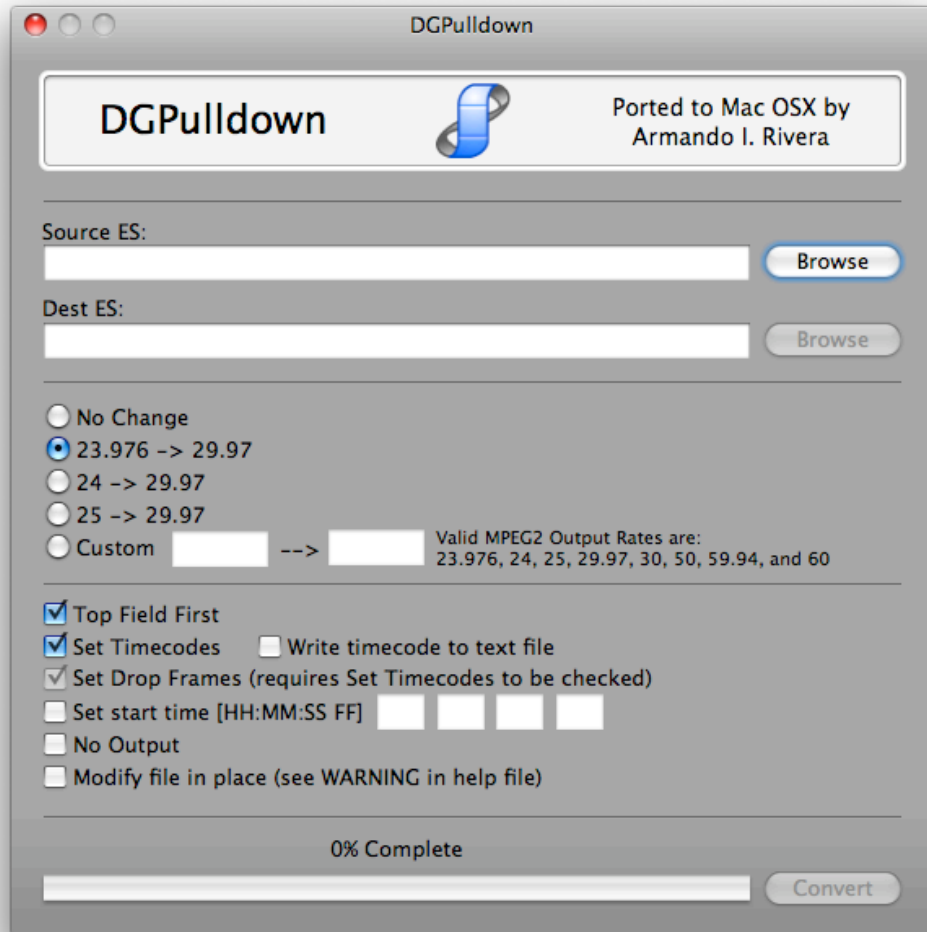 DGPulldown
DGPulldown
Ported to Mac OSX by
Armando I. Rivera
Source ES:
Browse
Dest ES:
Browse
No Change
23.976 -> 29.97
24 -> 29.97
25 -> 29.97
Custom
-->
Valid MPEG2 Output Rates are:
23.976, 24, 25, 29.97, 30, 50, 59.94, and 60
Top Field First
Set Timecodes
Write timecode to text file
Set Drop Frames (requires Set Timecodes to be checked)
Set start time [HH:MM:SS FF]
No Output
Modify file in place (see WARNING in help file)
0% Complete
Convert